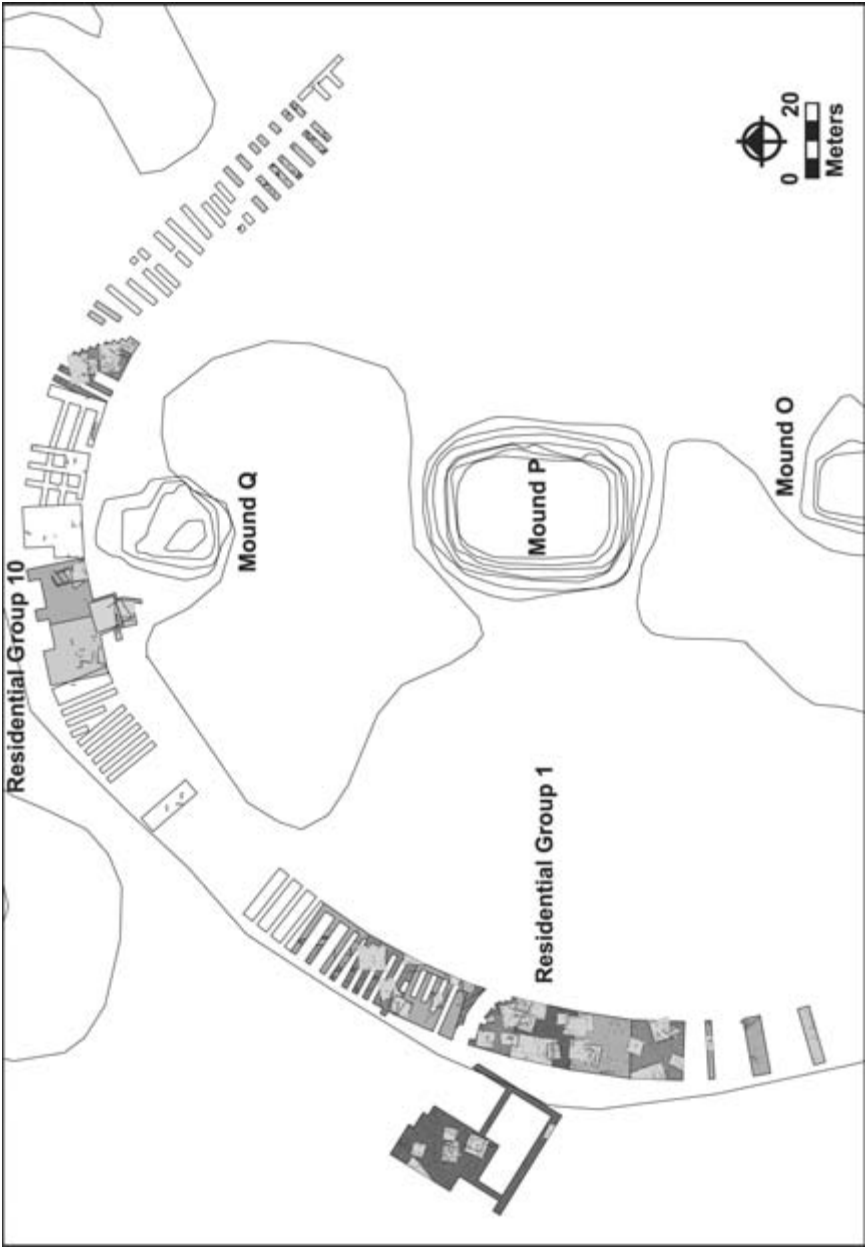 Residential Group 10
Mound Q
Mound P
Mound O
Residential Group 1
0 20
Meters